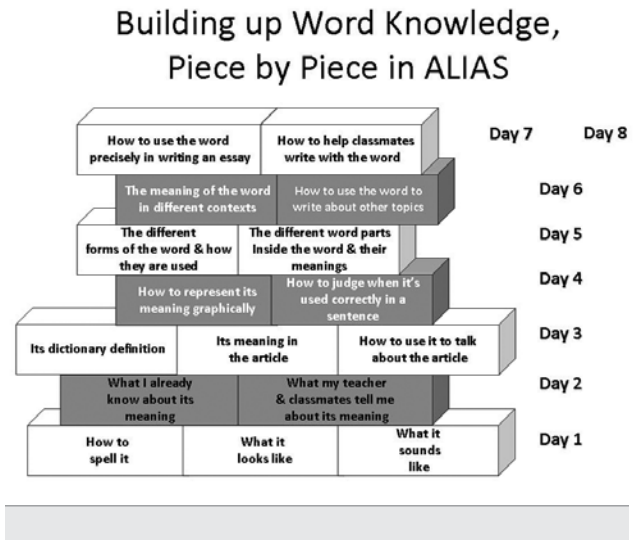 Building up Word Knowledge,
Piece by Piece in ALIAS
How to use the word
precisely in writing an essay
How to help classmates
write with the word
Day 7
Day 8
The meaning of the word
in different contexts
How to use the word to
write about other topics
Day 6
The different
forms of the word & how
they are used
The different word parts
Inside the word & their
meanings
Day 5
How to represent its
meaning graphically
How to judge when it's
used correctly in a
sentence
Day 4
Its dictionary definition
Its meaning in
the article
How to use it to talk
about the article
Day 3
What I already
know about its
meaning
What my teacher
& classmates tell me
about its meaning
Day 2
How to
spell it
What it
looks like
What it
sounds
like
Day 1